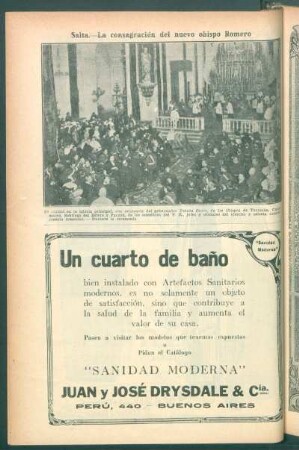 Salta.—La consagración del nuevo obispo Romero
"Sanidad
Moderna"
Un cuarto de baño
bien instalado con Artefactos Sanitarios
modernos, es no solamente un objeto
de satisfacción, sino que contribuye a
la salud de la familia y aumenta el
valor de su casa.
Pasen a visitar los modelos que tenemos expuestos
o
Pidan el Catálogo
"SANIDAD MODERNA"
JUAN y JOSÉ DRYSDALE & Cía.
PERÚ, 440 - BUENOS AIRES